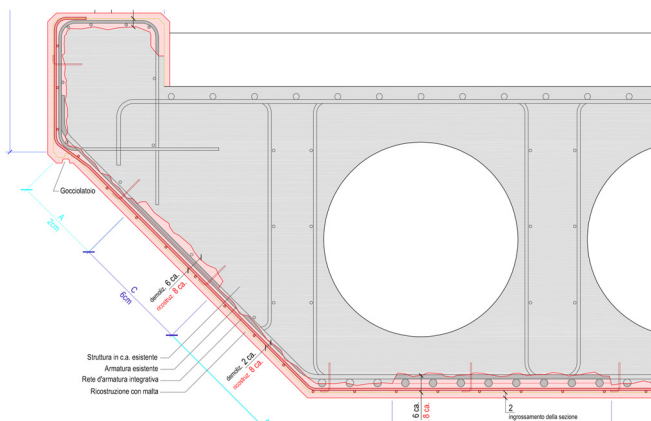 Gocciolatoio
A
2cm
C
6cm
demoliz. 6 ca.
ricostruz. 8 ca.
Struttura in c.a. esistente
Armatura esistente
Rete d'armatura integrativa
Ricostruzione con malta
demoliz. 2 ca.
ricostruz. 8 ca.
6 ca.
8 ca.
2
ingrossamento della sezione